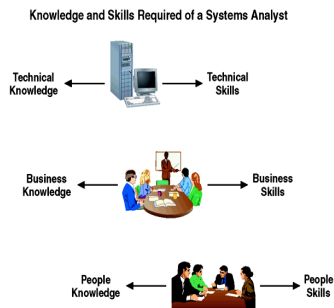 Knowledge and Skills Required of a Systems Analyst
Technical
Knowledge
Technical
Skills
Business
Knowledge
Business
Skills
People
Knowledge
People
Skills